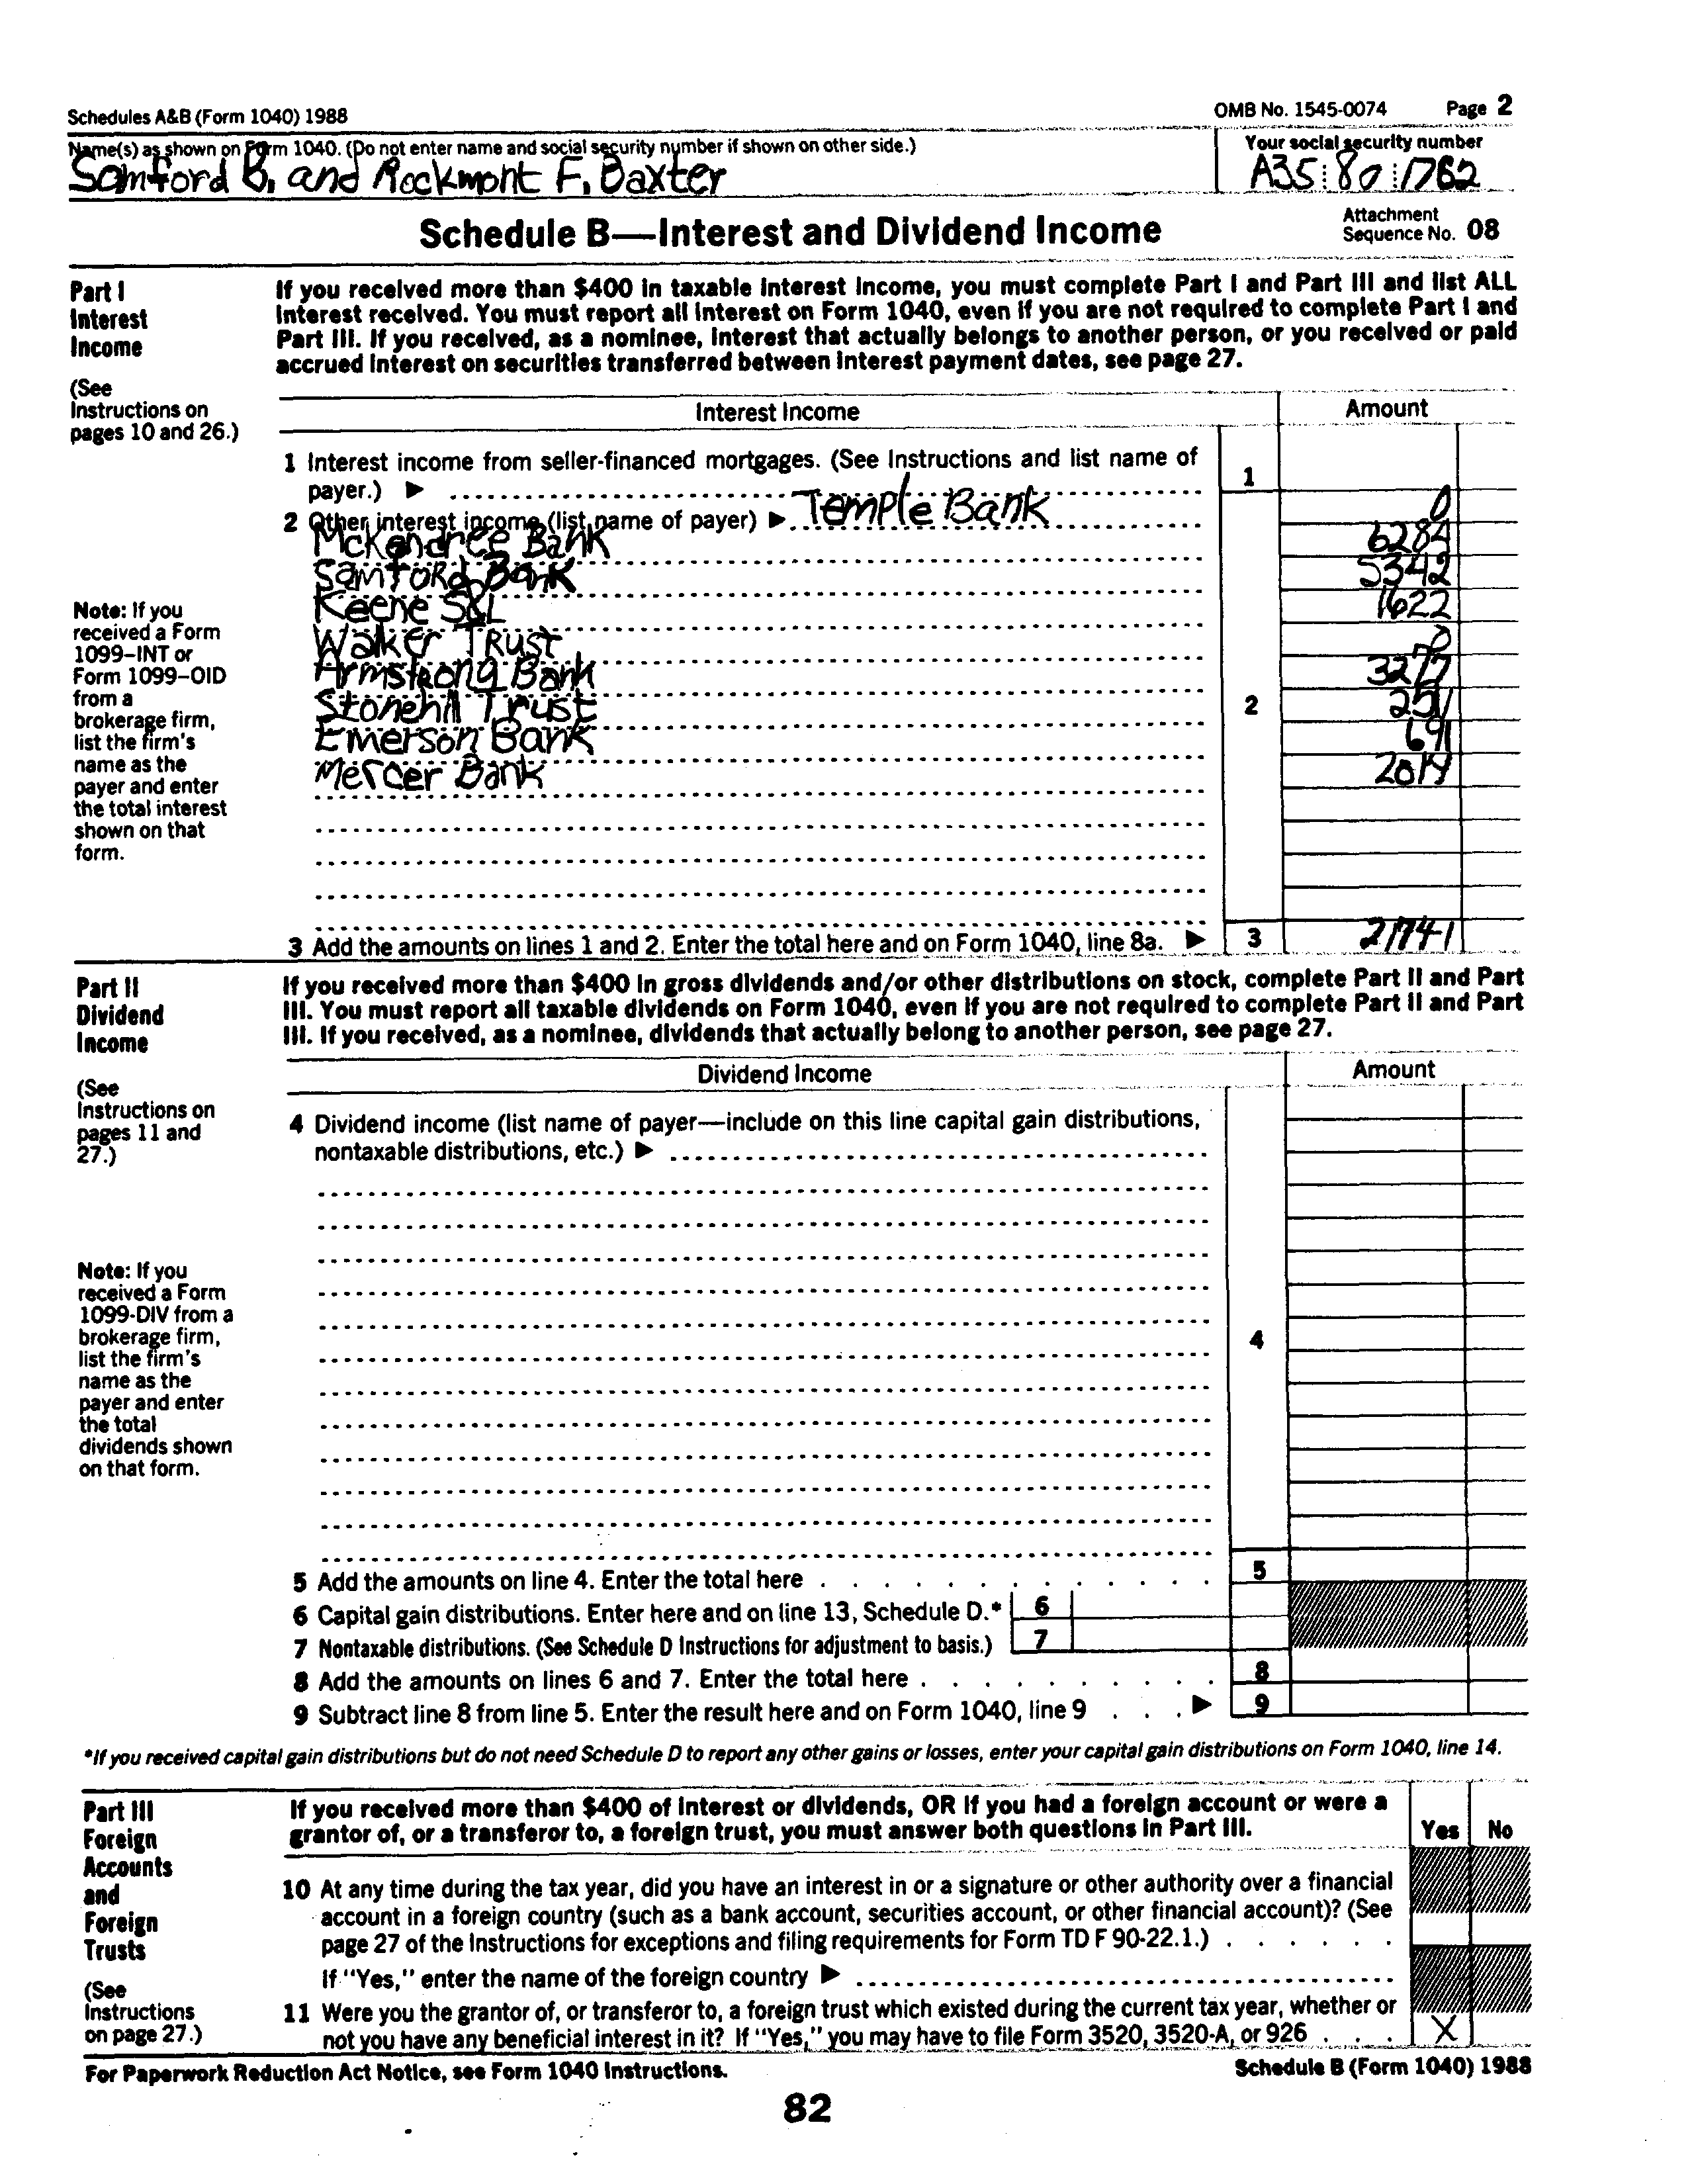 Schedules A&B (Form 1040) 1988 OMB No. 1545-0074 Page 2
Name(s) as shown on Form 1040. (Do not enter name and social security number if shown on other side.) Your social security number
Samford B. and Rockmont F. Baxter A35 80 1762
Schedule B—Interest and Dividend Income Attachment Sequence No. 08
Part I
Interest
Income
(See
Instructions on
pages 10 and 26.)
If you received more than $400 in taxable interest income, you must complete Part I and Part III and list ALL
interest received. You must report all interest on Form 1040, even if you are not required to complete Part I and
Part III. If you received, as a nominee, interest that actually belongs to another person, or you received or paid
accrued interest on securities transferred between interest payment dates, see page 27.
Interest Income Amount
1 Interest income from seller-financed mortgages. (See Instructions and list name of
payer.) ► 1
2 Other interest income (list name of payer) ► Temple Bank 0
McKendree Bank 6284
Samford Bank 5342
Keene S&L 1622
Walker Trust 0
Armstrong Bank 3277
Stonehill Trust 2 251
Emerson Bank 691
Mercer Bank
Note: If you
received a Form
1099–INT or
Form 1099–OID
from a
brokerage firm,
list the firm's
name as the
payer and enter
the total interest
shown on that
form.
3 Add the amounts on lines 1 and 2. Enter the total here and on Form 1040, line 8a. ► 3 21741
Part II
Dividend
Income
(See
Instructions on
pages 11 and
27.)
If you received more than $400 in gross dividends and/or other distributions on stock, complete Part II and Part
III. You must report all taxable dividends on Form 1040, even if you are not required to complete Part II and Part
III. If you received, as a nominee, dividends that actually belong to another person, see page 27.
Dividend Income Amount
4 Dividend income (list name of payer—include on this line capital gain distributions,
nontaxable distributions, etc.) ►
Note: If you
received a Form
1099-DIV from a
brokerage firm,
list the firm's
name as the
payer and enter
the total
dividends shown
on that form.
4
5 Add the amounts on line 4. Enter the total here 5
6 Capital gain distributions. Enter here and on line 13, Schedule D.* 6
7 Nontaxable distributions. (See Schedule D Instructions for adjustment to basis.) 7
8 Add the amounts on lines 6 and 7. Enter the total here 8
9 Subtract line 8 from line 5. Enter the result here and on Form 1040, line 9 ► 9
*If you received capital gain distributions but do not need Schedule D to report any other gains or losses, enter your capital gain distributions on Form 1040, line 14.
Part III
Foreign
Accounts
and
Foreign
Trusts
(See
Instructions
on page 27.)
If you received more than $400 of interest or dividends, OR if you had a foreign account or were a
grantor of, or a transferor to, a foreign trust, you must answer both questions in Part III. Yes No
10 At any time during the tax year, did you have an interest in or a signature or other authority over a financial
account in a foreign country (such as a bank account, securities account, or other financial account)? (See
page 27 of the Instructions for exceptions and filing requirements for Form TD F 90-22.1.)
If "Yes," enter the name of the foreign country ►
11 Were you the grantor of, or transferor to, a foreign trust which existed during the current tax year, whether or
not you have any beneficial interest in it? If "Yes," you may have to file Form 3520, 3520-A, or 926 X
For Paperwork Reduction Act Notice, see Form 1040 Instructions. Schedule B (Form 1040) 1988
82